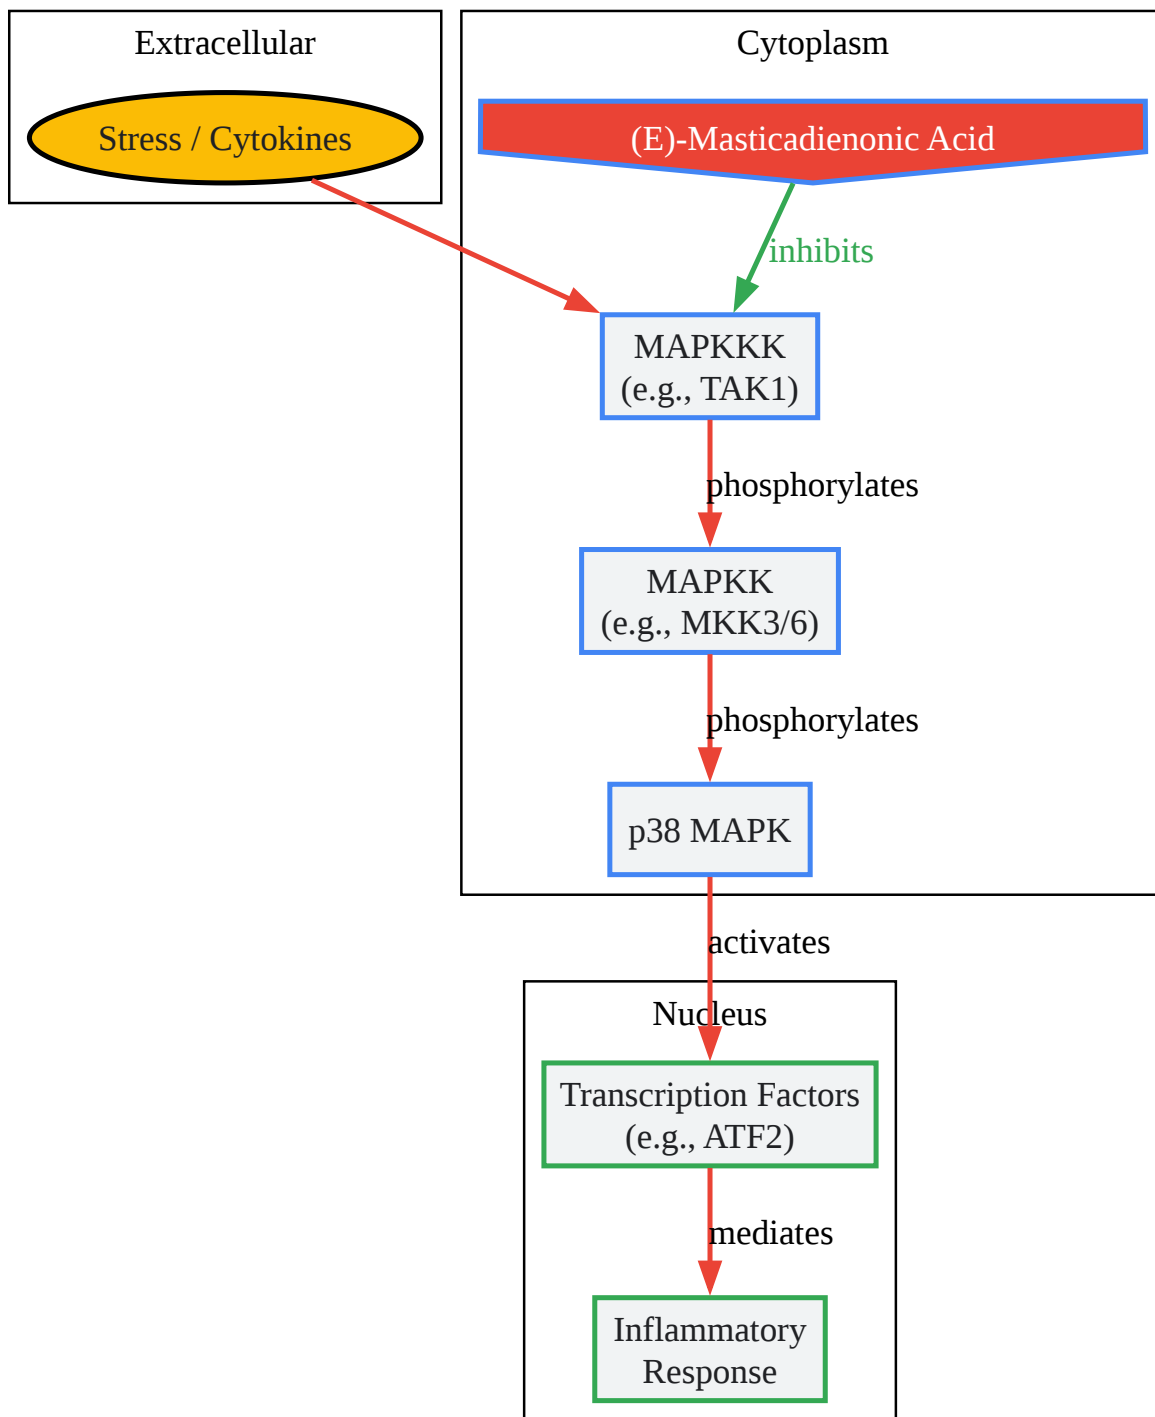 Extracellular
Cytoplasm
Stress / Cytokines
(E)-Masticadienonic Acid
inhibits
MAPKKK
(e.g., TAK1)
phosphorylates
MAPKK
(e.g., MKK3/6)
phosphorylates
p38 MAPK
activates
Nucleus
Transcription Factors
(e.g., ATF2)
mediates
Inflammatory
Response